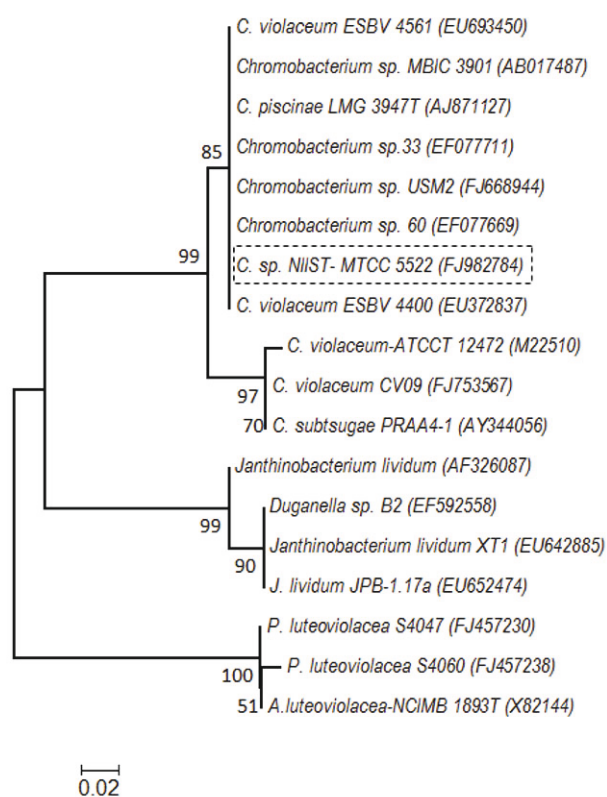 C. violaceum ESBV 4561 (EU693450)
Chromobacterium sp. MBIC 3901 (AB017487)
C. piscinae LMG 3947T (AJ871127)
85
Chromobacterium sp.33 (EF077711)
Chromobacterium sp. USM2 (FJ668944)
Chromobacterium sp. 60 (EF077669)
99
C. sp. NIIST- MTCC 5522 (FJ982784)
C. violaceum ESBV 4400 (EU372837)
C. violaceum-ATCCT 12472 (M22510)
C. violaceum CV09 (FJ753567)
97
70
C. subtsugae PRAA4-1 (AY344056)
Janthinobacterium lividum (AF326087)
Duganella sp. B2 (EF592558)
99
Janthinobacterium lividum XT1 (EU642885)
90
J. lividum JPB-1.17a (EU652474)
P. luteoviolacea S4047 (FJ457230)
P. luteoviolacea S4060 (FJ457238)
100
51
A.luteoviolacea-NCIMB 1893T (X82144)
0.02